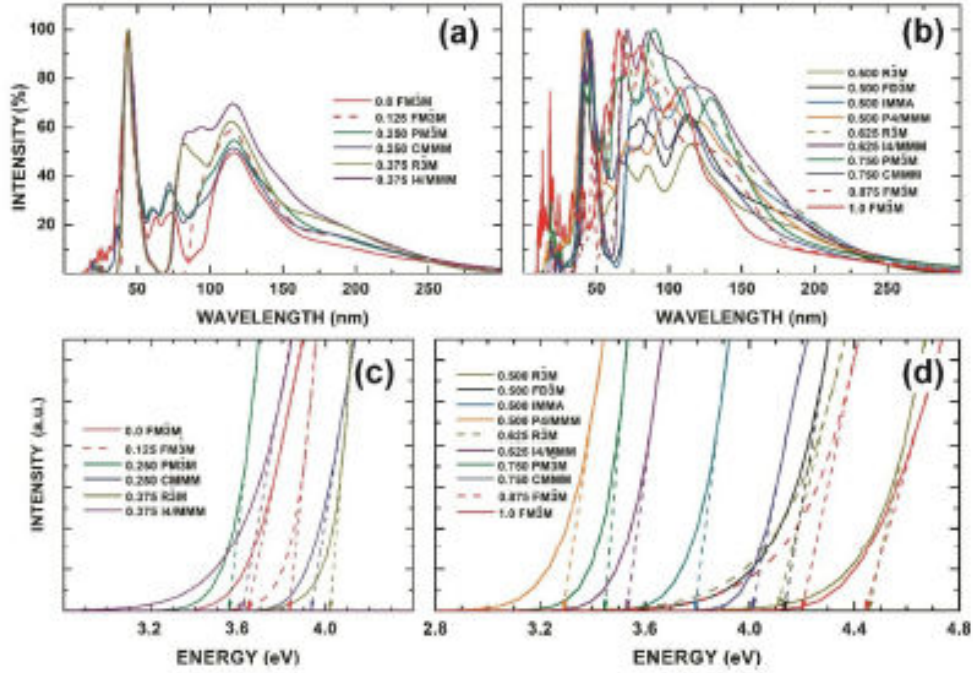 (a)
100
80
60
40
20
INTENSITY (%)
0.0 FM3̄M
0.125 FM3̄M
0.250 PM3̄M
0.250 CMMM
0.375 R3̄M
0.375 I4/MMM
50 100 150 200 250
WAVELENGTH (nm)
(b)
100
80
60
40
20
0.500 R3̄M
0.500 FD3̄M
0.500 IMMA
0.500 P4/MMM
0.625 R3̄M
0.625 I4/MMM
0.750 PM3̄M
0.750 CMMM
0.875 FM3̄M
1.0 FM3̄M
50 100 150 200 250
WAVELENGTH (nm)
(c)
INTENSITY (a.u.)
0.0 FM3̄M
0.125 FM3̄M
0.250 PM3̄M
0.250 CMMM
0.375 R3̄M
0.375 I4/MMM
3.2 3.6 4.0
ENERGY (eV)
(d)
0.500 R3̄M
0.500 FD3̄M
0.500 IMMA
0.500 P4/MMM
0.625 R3̄M
0.625 I4/MMM
0.750 PM3̄M
0.750 CMMM
0.875 FM3̄M
1.0 FM3̄M
2.8 3.2 3.6 4.0 4.4 4.8
ENERGY (eV)